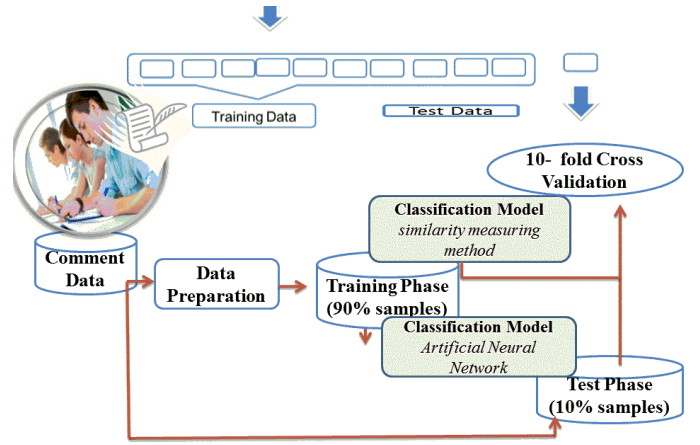 Training Data
Test Data
10- fold Cross
Validation
Classification Model
similarity measuring
method
Comment
Data
Data
Preparation
Training Phase
(90% samples)
Classification Model
Artificial Neural
Network
Test Phase
(10% samples)